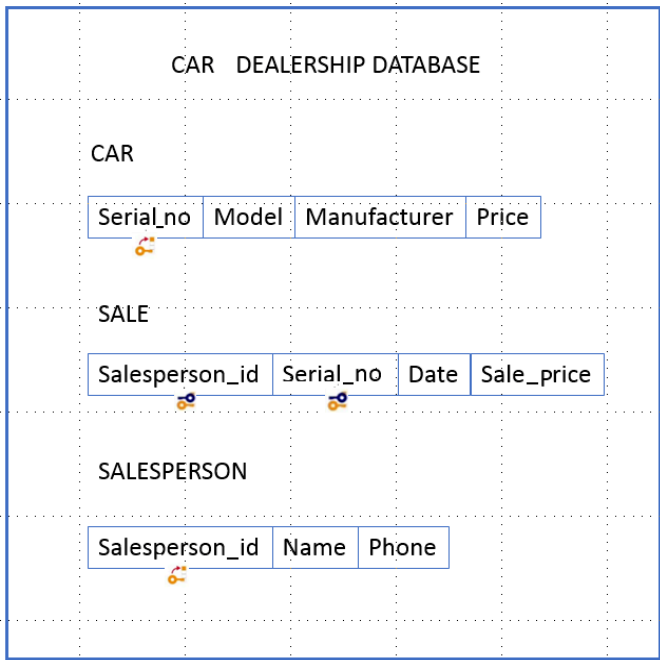 CAR DEALERSHIP DATABASE
CAR
Serial_no Model Manufacturer Price
SALE
Salesperson_id Serial_no Date Sale_price
SALESPERSON
Salesperson_id Name Phone